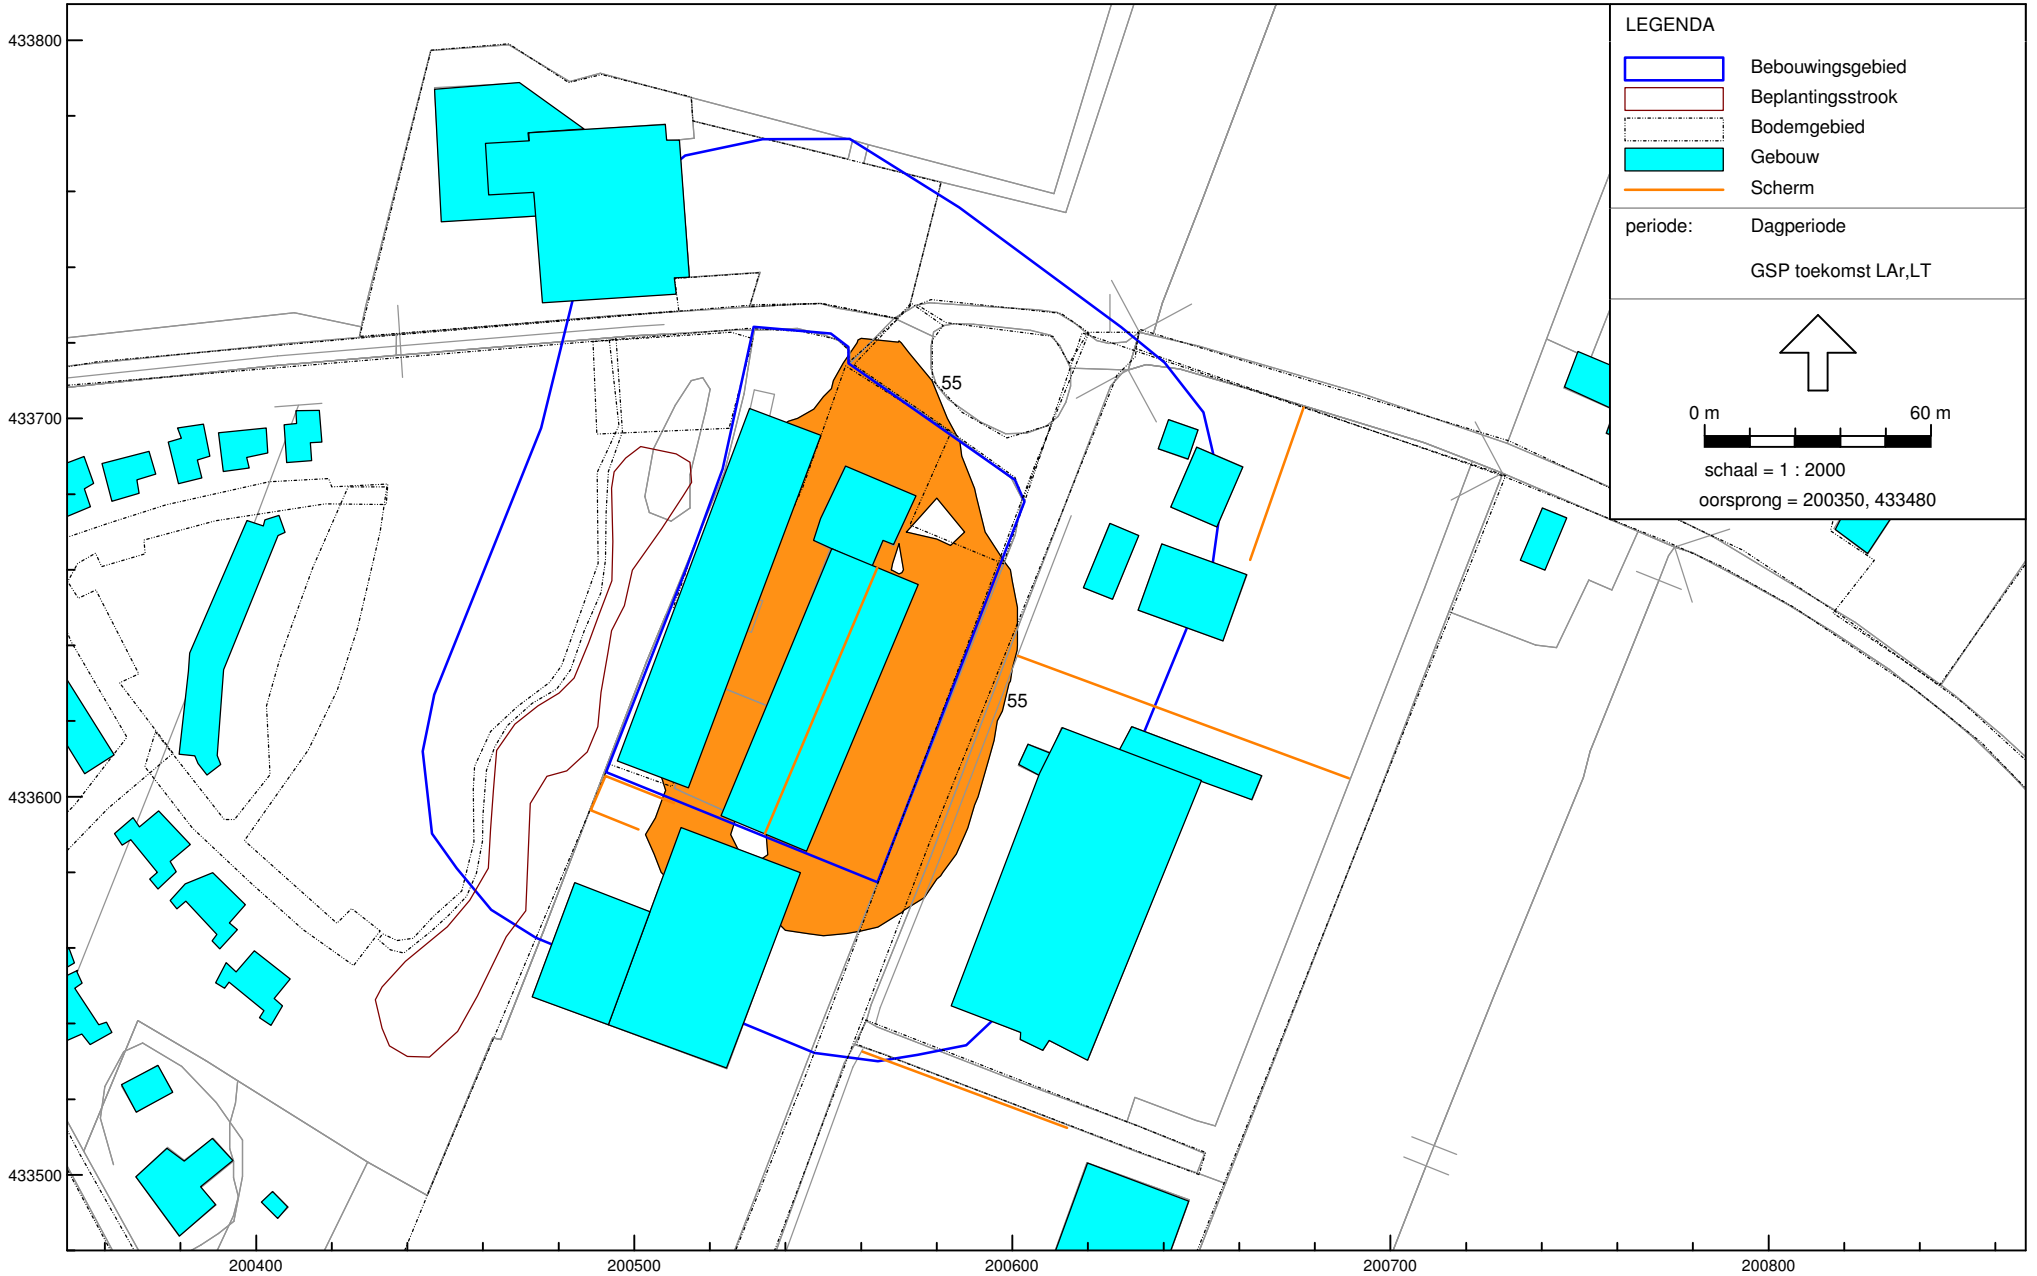 433800
433700
433600
433500
200400
200500
200600
200700
200800
55
55
LEGENDA
Bebouwingsgebied
Beplantingsstrook
Bodemgebied
Gebouw
Scherm
periode: Dagperiode
GSP toekomst LAr,LT
0 m 60 m
schaal = 1 : 2000
oorsprong = 200350, 433480